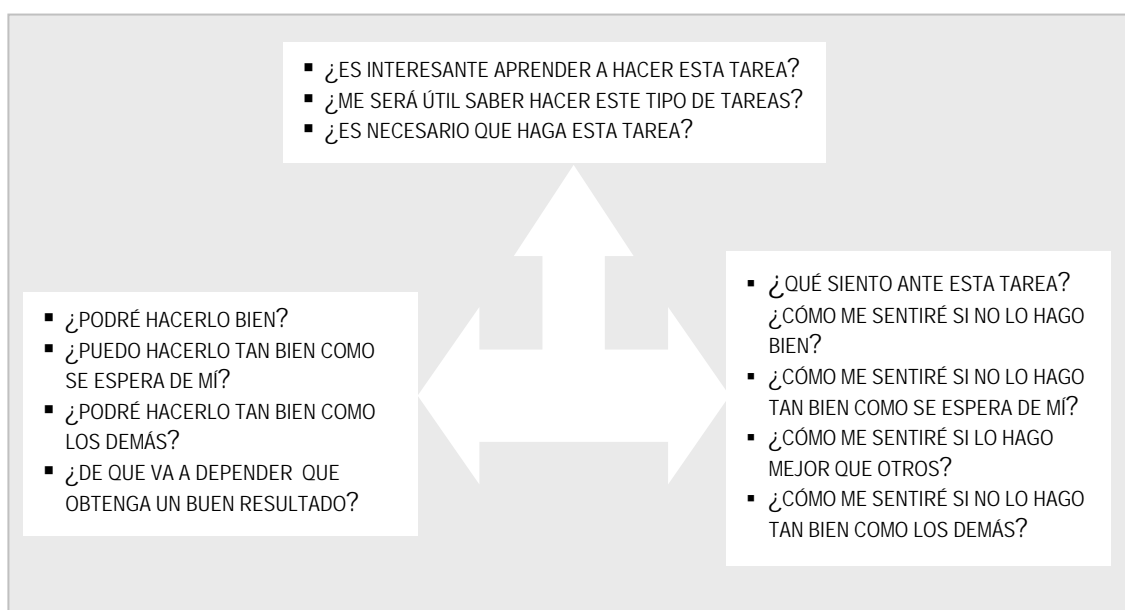 ▪ ¿ES INTERESANTE APRENDER A HACER ESTA TAREA?
▪ ¿ME SERÁ ÚTIL SABER HACER ESTE TIPO DE TAREAS?
▪ ¿ES NECESARIO QUE HAGA ESTA TAREA?
▪ ¿PODRÉ HACERLO BIEN?
▪ ¿PUEDO HACERLO TAN BIEN COMO
SE ESPERA DE MÍ?
▪ ¿PODRÉ HACERLO TAN BIEN COMO
LOS DEMÁS?
▪ ¿DE QUE VA A DEPENDER QUE
OBTENGA UN BUEN RESULTADO?
▪ ¿QUÉ SIENTO ANTE ESTA TAREA?
¿CÓMO ME SENTIRÉ SI NO LO HAGO
BIEN?
▪ ¿CÓMO ME SENTIRÉ SI NO LO HAGO
TAN BIEN COMO SE ESPERA DE MÍ?
▪ ¿CÓMO ME SENTIRÉ SI LO HAGO
MEJOR QUE OTROS?
▪ ¿CÓMO ME SENTIRÉ SI NO LO HAGO
TAN BIEN COMO LOS DEMÁS?